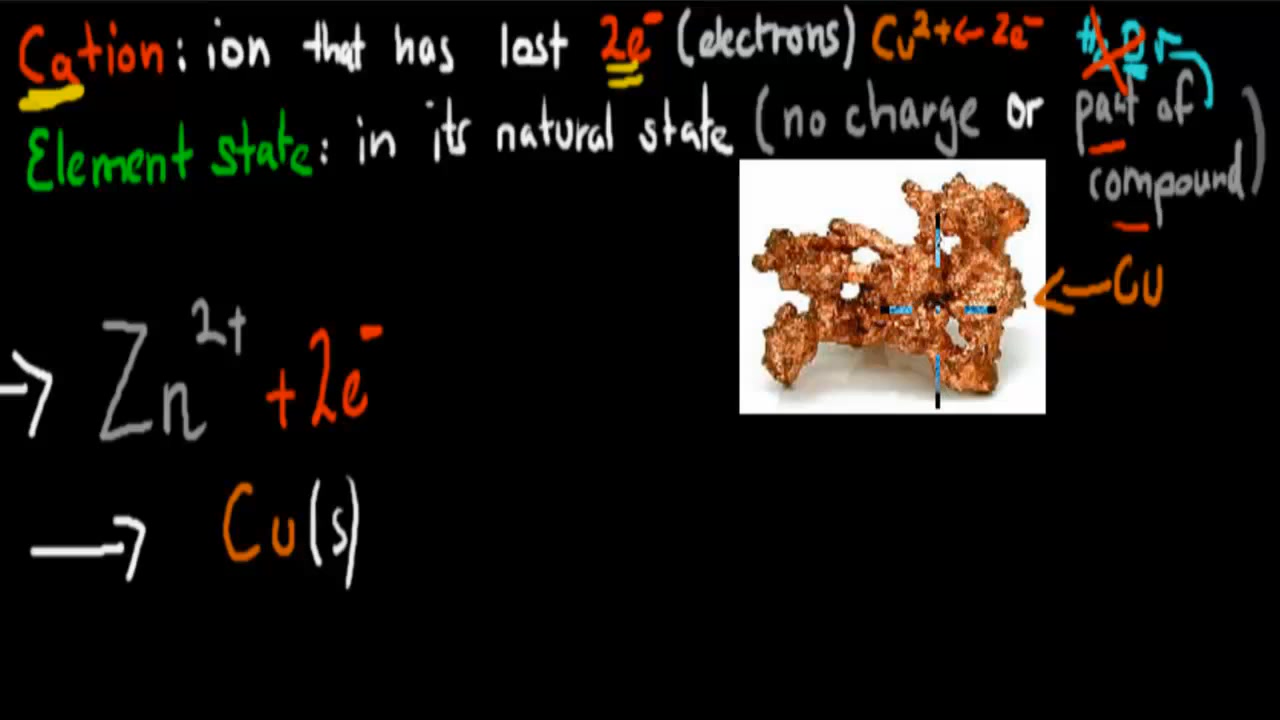 Cation: ion that has lost 2e⁻ (electrons) Cu²⁺ ← 2e⁻
Element state: in its natural state (no charge or part of compound)
← Cu
→ Zn²⁺ + 2e⁻
→ Cu(s)